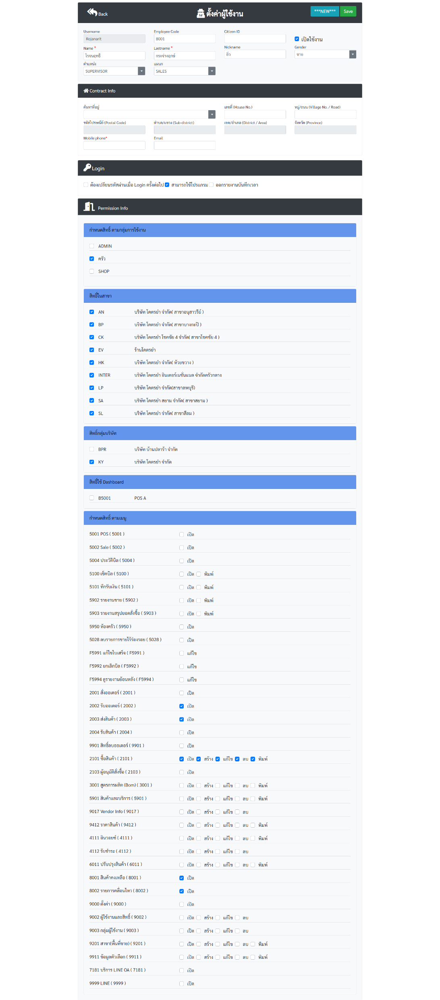 Back
ตั้งค่าผู้ใช้งาน
***NEW*** Save
Username Employee Code Citizen ID
Rojanarit B001 เปิดใช้งาน
Name * Lastname * Nickname Gender
โรจนฤทธิ์ กระจ่างฤกษ์ อิ๋ว ชาย
ตำแหน่ง แผนก
SUPERVISOR SALES
Contract Info
ค้นหาที่อยู่ เลขที่ (House No.) หมู่/ถนน (Village No. / Road)
รหัสไปรษณีย์ (Postal Code) ตำบล/แขวง (Sub-district) เขต/อำเภอ (District / Area) จังหวัด (Province)
Mobile phone* Email
Login
ต้องเปลี่ยนรหัสผ่านเมื่อ Login ครั้งต่อไป สามารถใช้โปรแกรม ออกรายงานบันทึกเวลา
Permission Info
กำหนดสิทธิ์ ตามกลุ่มการใช้งาน
ADMIN
ครัว
SHOP
สิทธิ์ในสาขา
AN บริษัท โคตรยำ จำกัด( สาขาอนุสาวรีย์ )
BP บริษัท โคตรยำ จำกัด( สาขาบางกะปิ )
CK บริษัท โคตรยำ โชคชัย 4 จำกัด( สาขาโชคชัย 4 )
EV ร้านโคตรยำ
HK บริษัท โคตรยำ จำกัด( ห้วยขวาง )
INTER บริษัท โคตรยำ อินเตอร์เนชั่นแนล จำกัดครัวกลาง
LP บริษัท โคตรยำ จำกัด(สาขาลพบุรี)
SA บริษัท โคตรยำ สยาม จำกัด( สาขาสยาม )
SL บริษัท โคตรยำ จำกัด( สาขาสีลม )
สิทธิ์กลุ่มบริษัท
BPR บริษัท บ้านปลาร้า จำกัด
KY บริษัท โคตรยำ จำกัด
สิทธิ์ใช้ Dashboard
B5001 POS A
กำหนดสิทธิ์ ตามเมนู
5001 POS ( 5001 ) เปิด
5002 Sale ( 5002 ) เปิด
5004 ประวัติบิล ( 5004 ) เปิด
5100 เช็คบิล ( 5100 ) เปิด พิมพ์
5101 ทึกรับเงิน ( 5101 ) เปิด พิมพ์
5902 รายงานขาย ( 5902 ) เปิด พิมพ์
5903 รายงานสรุปยอดสั่งซื้อ ( 5903 ) เปิด พิมพ์
5950 ห้องครัว ( 5950 ) เปิด
5028 ลบรายการขายไร้ร่องรอย ( 5028 ) เปิด
F5991 แก้ไขใบเสร็จ ( F5991 ) แก้ไข
F5992 ยกเลิกบิล ( F5992 ) แก้ไข
F5994 ดูรายงานย้อนหลัง ( F5994 ) แก้ไข
2001 สั่งออเดอร์ ( 2001 ) เปิด
2002 รับออเดอร์ ( 2002 ) เปิด
2003 ส่งสินค้า ( 2003 ) เปิด
2004 รับสินค้า ( 2004 ) เปิด
9901 สิทธิ์ลบออเดอร์ ( 9901 ) เปิด
2101 ซื้อสินค้า ( 2101 ) เปิด สร้าง แก้ไข ลบ พิมพ์
2103 ผู้อนุมัติสั่งซื้อ ( 2103 ) เปิด
3001 สูตรการผลิต (Bom) ( 3001 ) เปิด สร้าง แก้ไข ลบ พิมพ์
5901 สินค้าและบริการ ( 5901 ) เปิด สร้าง แก้ไข ลบ พิมพ์
9017 Vendor Info ( 9017 ) เปิด สร้าง แก้ไข ลบ
9412 ราคาสินค้า ( 9412 ) เปิด สร้าง แก้ไข ลบ พิมพ์
4111 อินวอยซ์ ( 4111 ) เปิด สร้าง แก้ไข ลบ พิมพ์
4112 รับชำระ ( 4112 ) เปิด สร้าง แก้ไข ลบ
6011 ปรับปรุงสินค้า ( 6011 ) เปิด สร้าง แก้ไข ลบ พิมพ์
8001 สินค้าคงเหลือ ( 8001 ) เปิด
8002 รายการคลื่อนไหว ( 8002 ) เปิด
9000 ตั้งค่า ( 9000 ) เปิด
9002 ผู้ใช้งานและสิทธิ์ ( 9002 ) เปิด สร้าง แก้ไข ลบ
9003 กลุ่มผู้ใช้งาน ( 9003 ) เปิด สร้าง แก้ไข ลบ
9201 สาขา(พื้นที่ขาย) ( 9201 ) เปิด สร้าง แก้ไข ลบ พิมพ์
9911 ข้อมูลตัวเลือก ( 9911 ) เปิด สร้าง แก้ไข ลบ พิมพ์
7181 บริการ LINE OA ( 7181 ) เปิด
9999 LINE ( 9999 ) เปิด